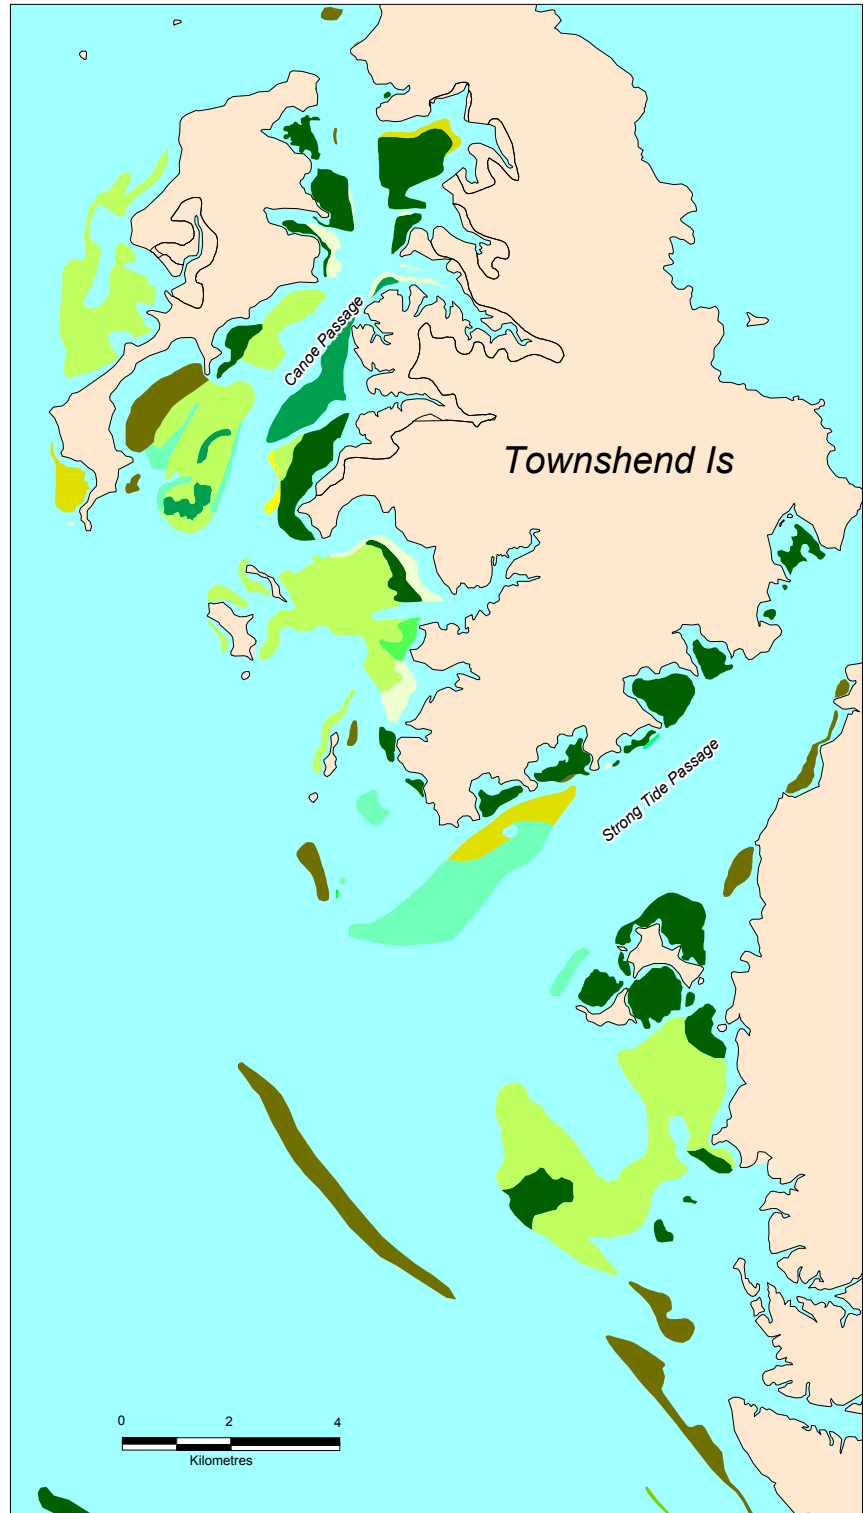 Canoe Passage
Townshend Is
Strong Tide Passage
0 2 4
Kilometres